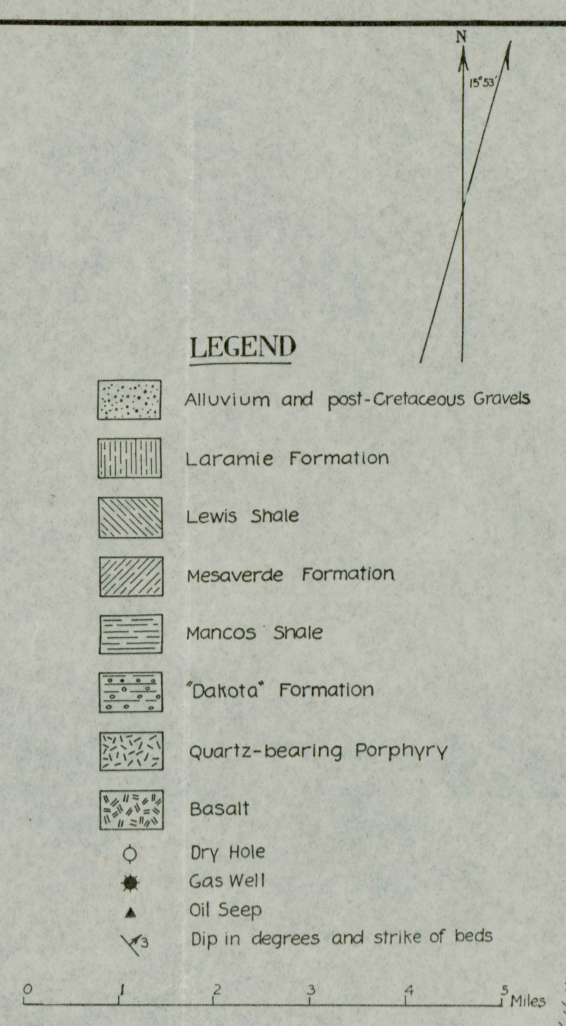 N
15°53'
LEGEND
Alluvium and post-Cretaceous Gravels
Laramie Formation
Lewis Shale
Mesaverde Formation
Mancos Shale
"Dakota" Formation
Quartz-bearing Porphyry
Basalt
Dry Hole
Gas Well
Oil Seep
3 Dip in degrees and strike of beds
0 1 2 3 4 5 Miles